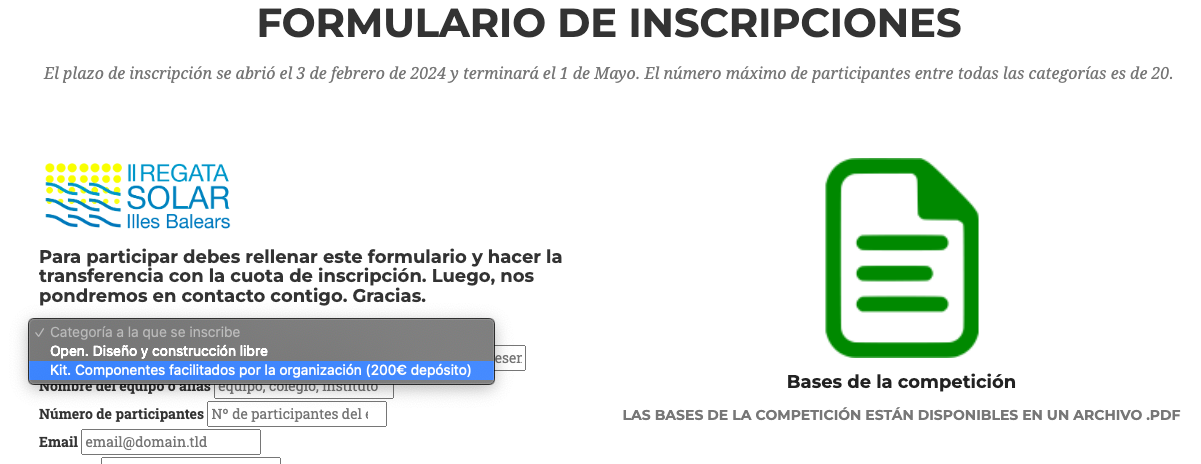 FORMULARIO DE INSCRIPCIONES
El plazo de inscripción se abrió el 3 de febrero de 2024 y terminará el 1 de Mayo. El número máximo de participantes entre todas las categorías es de 20.
II REGATA
SOLAR
Illes Balears
Para participar debes rellenar este formulario y hacer la
transferencia con la cuota de inscripción. Luego, nos
pondremos en contacto contigo. Gracias.
✓ Categoría a la que se inscribe
Open. Diseño y construcción libre
Kit. Componentes facilitados por la organización (200€ depósito)
Nombre del equipo o alias equipo, colegio, instituto
Número de participantes Nº de participantes del
Email email@domain.tld
Bases de la competición
LAS BASES DE LA COMPETICIÓN ESTÁN DISPONIBLES EN UN ARCHIVO .PDF